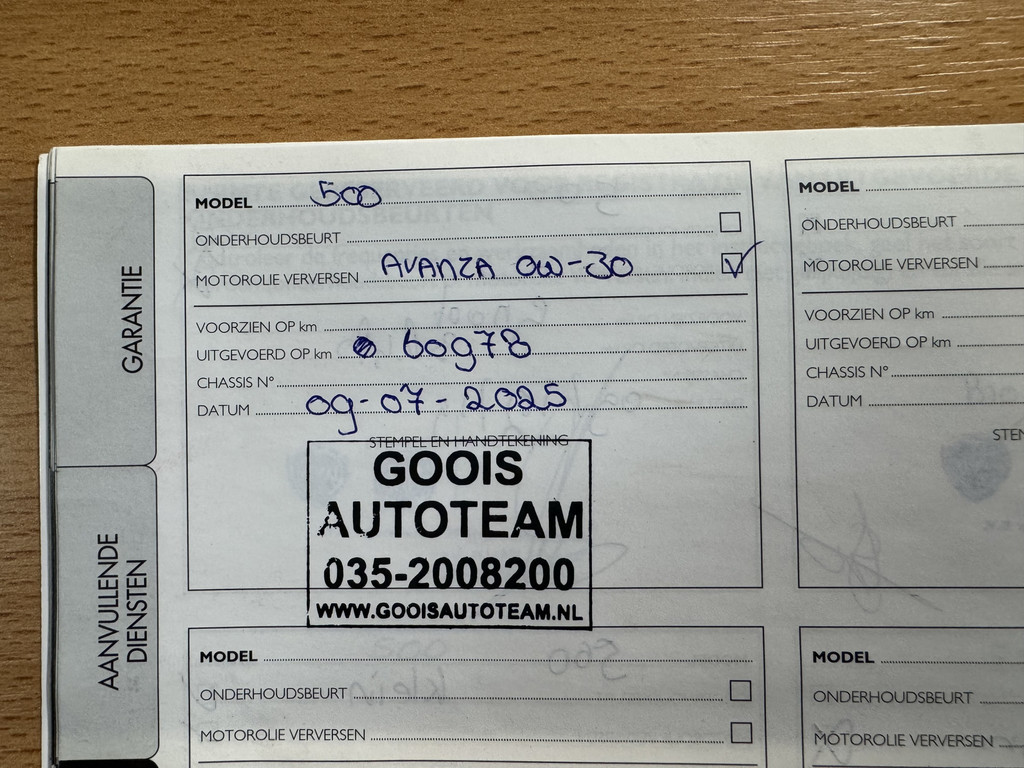 GARANTIE
AANVULLENDE
DIENSTEN
MODEL 500
ONDERHOUDSBEURT
MOTOROLIE VERVERSEN AVANZA 0W-30
VOORZIEN OP km
UITGEVOERD OP km 60978
CHASSIS N°
DATUM 09-07-2025
STEMPEL EN HANDTEKENING
GOOIS
AUTOTEAM
035-2008200
WWW.GOOISAUTOTEAM.NL
MODEL
ONDERHOUDSBEURT
MOTOROLIE VERVERSEN
MODEL
ONDERHOUDSBEURT
MOTOROLIE VERVERSEN
VOORZIEN OP km
UITGEVOERD OP km
CHASSIS N°
DATUM
STEM
MODEL
ONDERHOUDSBEURT
MOTOROLIE VERVERSEN